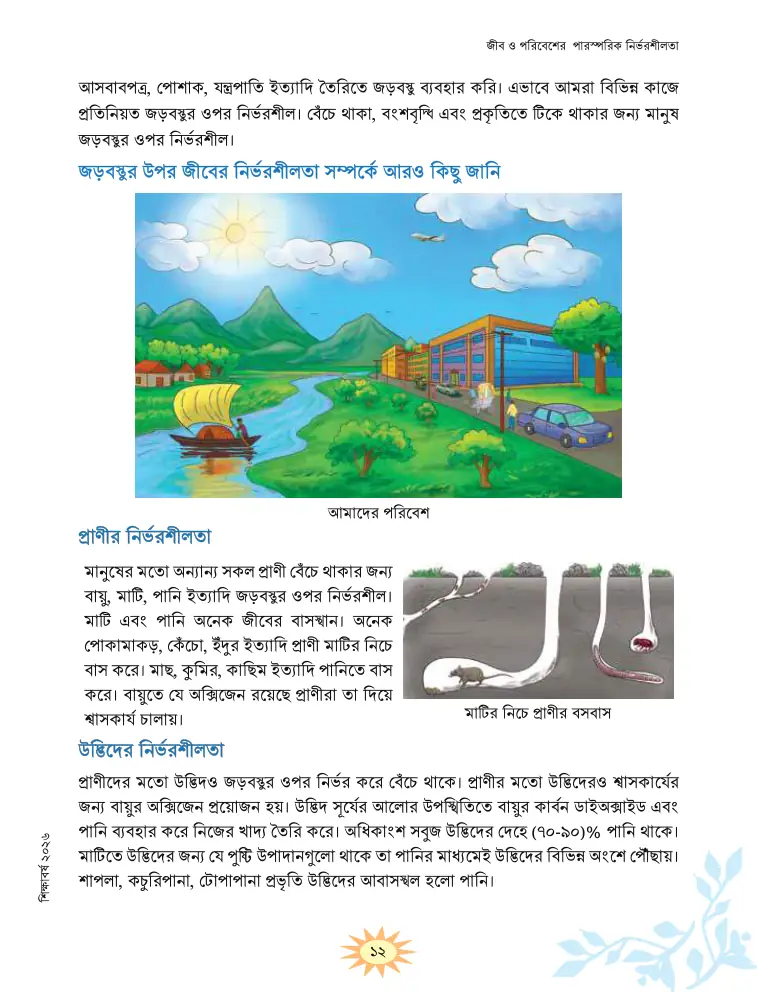 জীব ও পরিবেশের পারস্পরিক নির্ভরশীলতা
আসবাবপত্র, পোশাক, যন্ত্রপাতি ইত্যাদি তৈরিতে জড়বস্তু ব্যবহার করি। এভাবে আমরা বিভিন্ন কাজে
প্রতিনিয়ত জড়বস্তুর ওপর নির্ভরশীল। বেঁচে থাকা, বংশবৃদ্ধি এবং প্রকৃতিতে টিকে থাকার জন্য মানুষ
জড়বস্তুর ওপর নির্ভরশীল।
জড়বস্তুর উপর জীবের নির্ভরশীলতা সম্পর্কে আরও কিছু জানি
আমাদের পরিবেশ
প্রাণীর নির্ভরশীলতা
মানুষের মতো অন্যান্য সকল প্রাণী বেঁচে থাকার জন্য
বায়ু, মাটি, পানি ইত্যাদি জড়বস্তুর ওপর নির্ভরশীল।
মাটি এবং পানি অনেক জীবের বাসস্থান। অনেক
পোকামাকড়, কেঁচো, ইঁদুর ইত্যাদি প্রাণী মাটির নিচে
বাস করে। মাছ, কুমির, কাছিম ইত্যাদি পানিতে বাস
করে। বায়ুতে যে অক্সিজেন রয়েছে প্রাণীরা তা দিয়ে
শ্বাসকার্য চালায়।
মাটির নিচে প্রাণীর বসবাস
উদ্ভিদের নির্ভরশীলতা
প্রাণীদের মতো উদ্ভিদও জড়বস্তুর ওপর নির্ভর করে বেঁচে থাকে। প্রাণীর মতো উদ্ভিদেরও শ্বাসকার্যের
জন্য বায়ুর অক্সিজেন প্রয়োজন হয়। উদ্ভিদ সূর্যের আলোর উপস্থিতিতে বায়ুর কার্বন ডাইঅক্সাইড এবং
পানি ব্যবহার করে নিজের খাদ্য তৈরি করে। অধিকাংশ সবুজ উদ্ভিদের দেহে (৭০-৯০)% পানি থাকে।
মাটিতে উদ্ভিদের জন্য যে পুষ্টি উপাদানগুলো থাকে তা পানির মাধ্যমেই উদ্ভিদের বিভিন্ন অংশে পৌঁছায়।
শাপলা, কচুরিপানা, টোপাপানা প্রভৃতি উদ্ভিদের আবাসস্থল হলো পানি।
শিক্ষাবর্ষ ২০২৬
১২